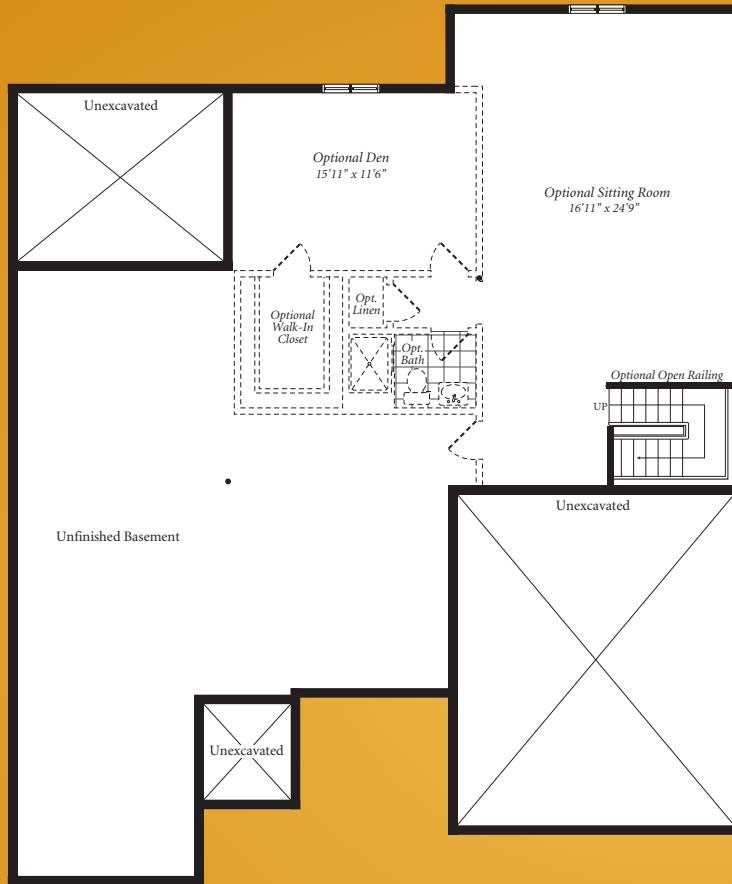 Unexcavated
Optional Den
15'11" x 11'6"
Optional Sitting Room
16'11" x 24'9"
Opt.
Linen
Optional
Walk-In
Closet
Opt.
Bath
Optional Open Railing
UP
Unexcavated
Unfinished Basement
Unexcavated